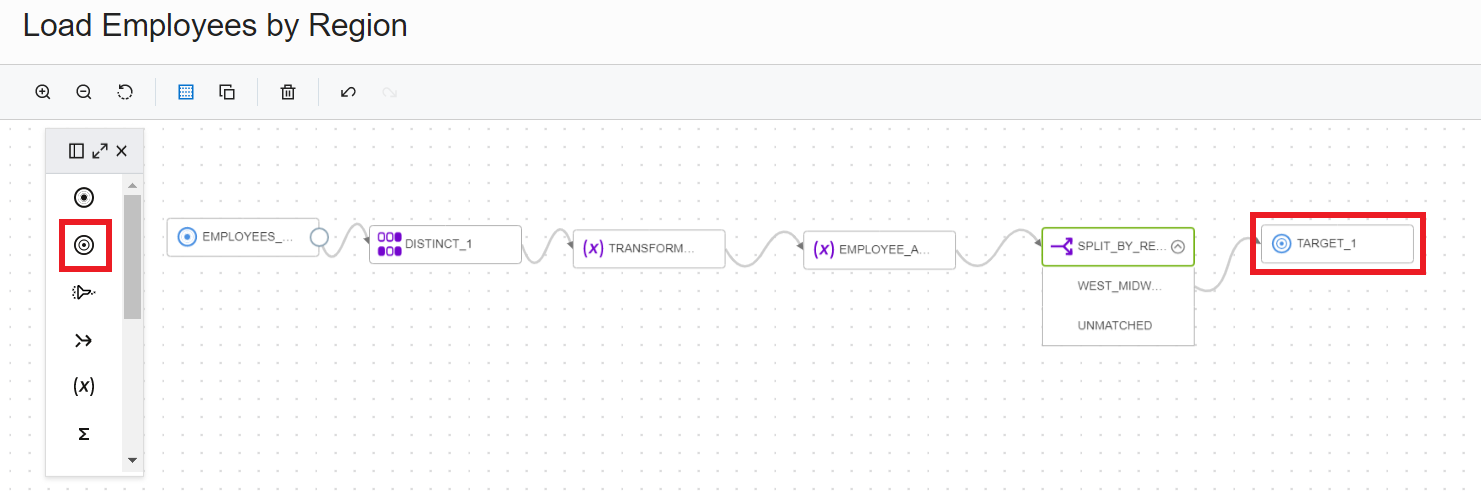 Load Employees by Region
EMPLOYEES_...
DISTINCT_1
(x) TRANSFORM...
(x) EMPLOYEE_A...
SPLIT_BY_RE...
WEST_MIDW...
UNMATCHED
TARGET_1
(x)
Σ